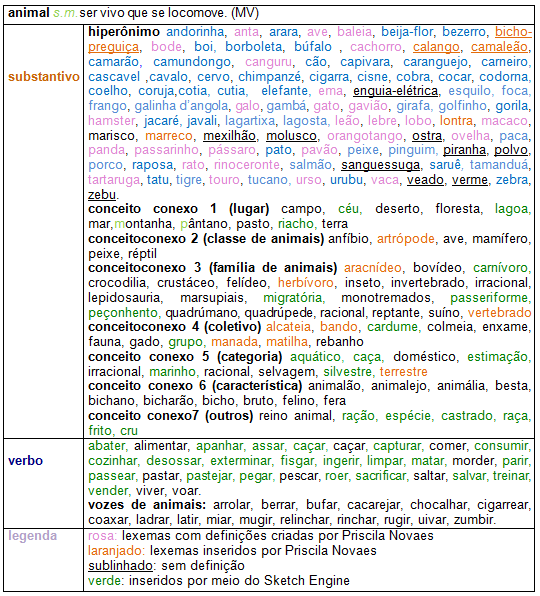 animal s.m.ser vivo que se locomove. (MV)
substantivo
hiperônimo andorinha, anta, arara, ave, baleia, beija-flor, bezerro, bicho-
preguiça, bode, boi, borboleta, búfalo , cachorro, calango, camaleão,
camarão, camundongo, canguru, cão, capivara, caranguejo, carneiro,
cascavel ,cavalo, cervo, chimpanzé, cigarra, cisne, cobra, cocar, codorna,
coelho, coruja,cotia, cutia, elefante, ema, enguia-elétrica, esquilo, foca,
frango, galinha d'angola, galo, gambá, gato, gavião, girafa, golfinho, gorila,
hamster, jacaré, javali, lagartixa, lagosta, leão, lebre, lobo, lontra, macaco,
marisco, marreco, mexilhão, molusco, orangotango, ostra, ovelha, paca,
panda, passarinho, pássaro, pato, pavão, peixe, pinguim, piranha, polvo,
porco, raposa, rato, rinoceronte, salmão, sanguessuga, saruê, tamanduá,
tartaruga, tatu, tigre, touro, tucano, urso, urubu, vaca, veado, verme, zebra,
zebu.
conceito conexo 1 (lugar) campo, céu, deserto, floresta, lagoa,
mar,montanha, pântano, pasto, riacho, terra
conceitoconexo 2 (classe de animais) anfíbio, artrópode, ave, mamífero,
peixe, réptil
conceitoconexo 3 (família de animais) aracnídeo, bovídeo, carnívoro,
crocodilia, crustáceo, felídeo, herbívoro, inseto, invertebrado, irracional,
lepidosauria, marsupiais, migratória, monotremados, passeriforme,
peçonhento, quadrúmano, quadrúpede, racional, reptante, suíno, vertebrado
conceitoconexo 4 (coletivo) alcateia, bando, cardume, colmeia, enxame,
fauna, gado, grupo, manada, matilha, rebanho
conceito conexo 5 (categoria) aquático, caça, doméstico, estimação,
irracional, marinho, racional, selvagem, silvestre, terrestre
conceito conexo 6 (característica) animalão, animalejo, animália, besta,
bichano, bicharão, bicho, bruto, felino, fera
conceito conexo7 (outros) reino animal, ração, espécie, castrado, raça,
frito, cru
verbo
abater, alimentar, apanhar, assar, caçar, caçar, capturar, comer, consumir,
cozinhar, desossar, exterminar, fisgar, ingerir, limpar, matar, morder, parir,
passear, pastar, pastejar, pegar, pescar, roer, sacrificar, saltar, salvar, treinar,
vender, viver, voar.
vozes de animais: arrolar, berrar, bufar, cacarejar, chocalhar, cigarrear,
coaxar, ladrar, latir, miar, mugir, relinchar, rinchar, rugir, uivar, zumbir.
legenda
rosa: lexemas com definições criadas por Priscila Novaes
laranjado: lexemas inseridos por Priscila Novaes
sublinhado: sem definição
verde: inseridos por meio do Sketch Engine